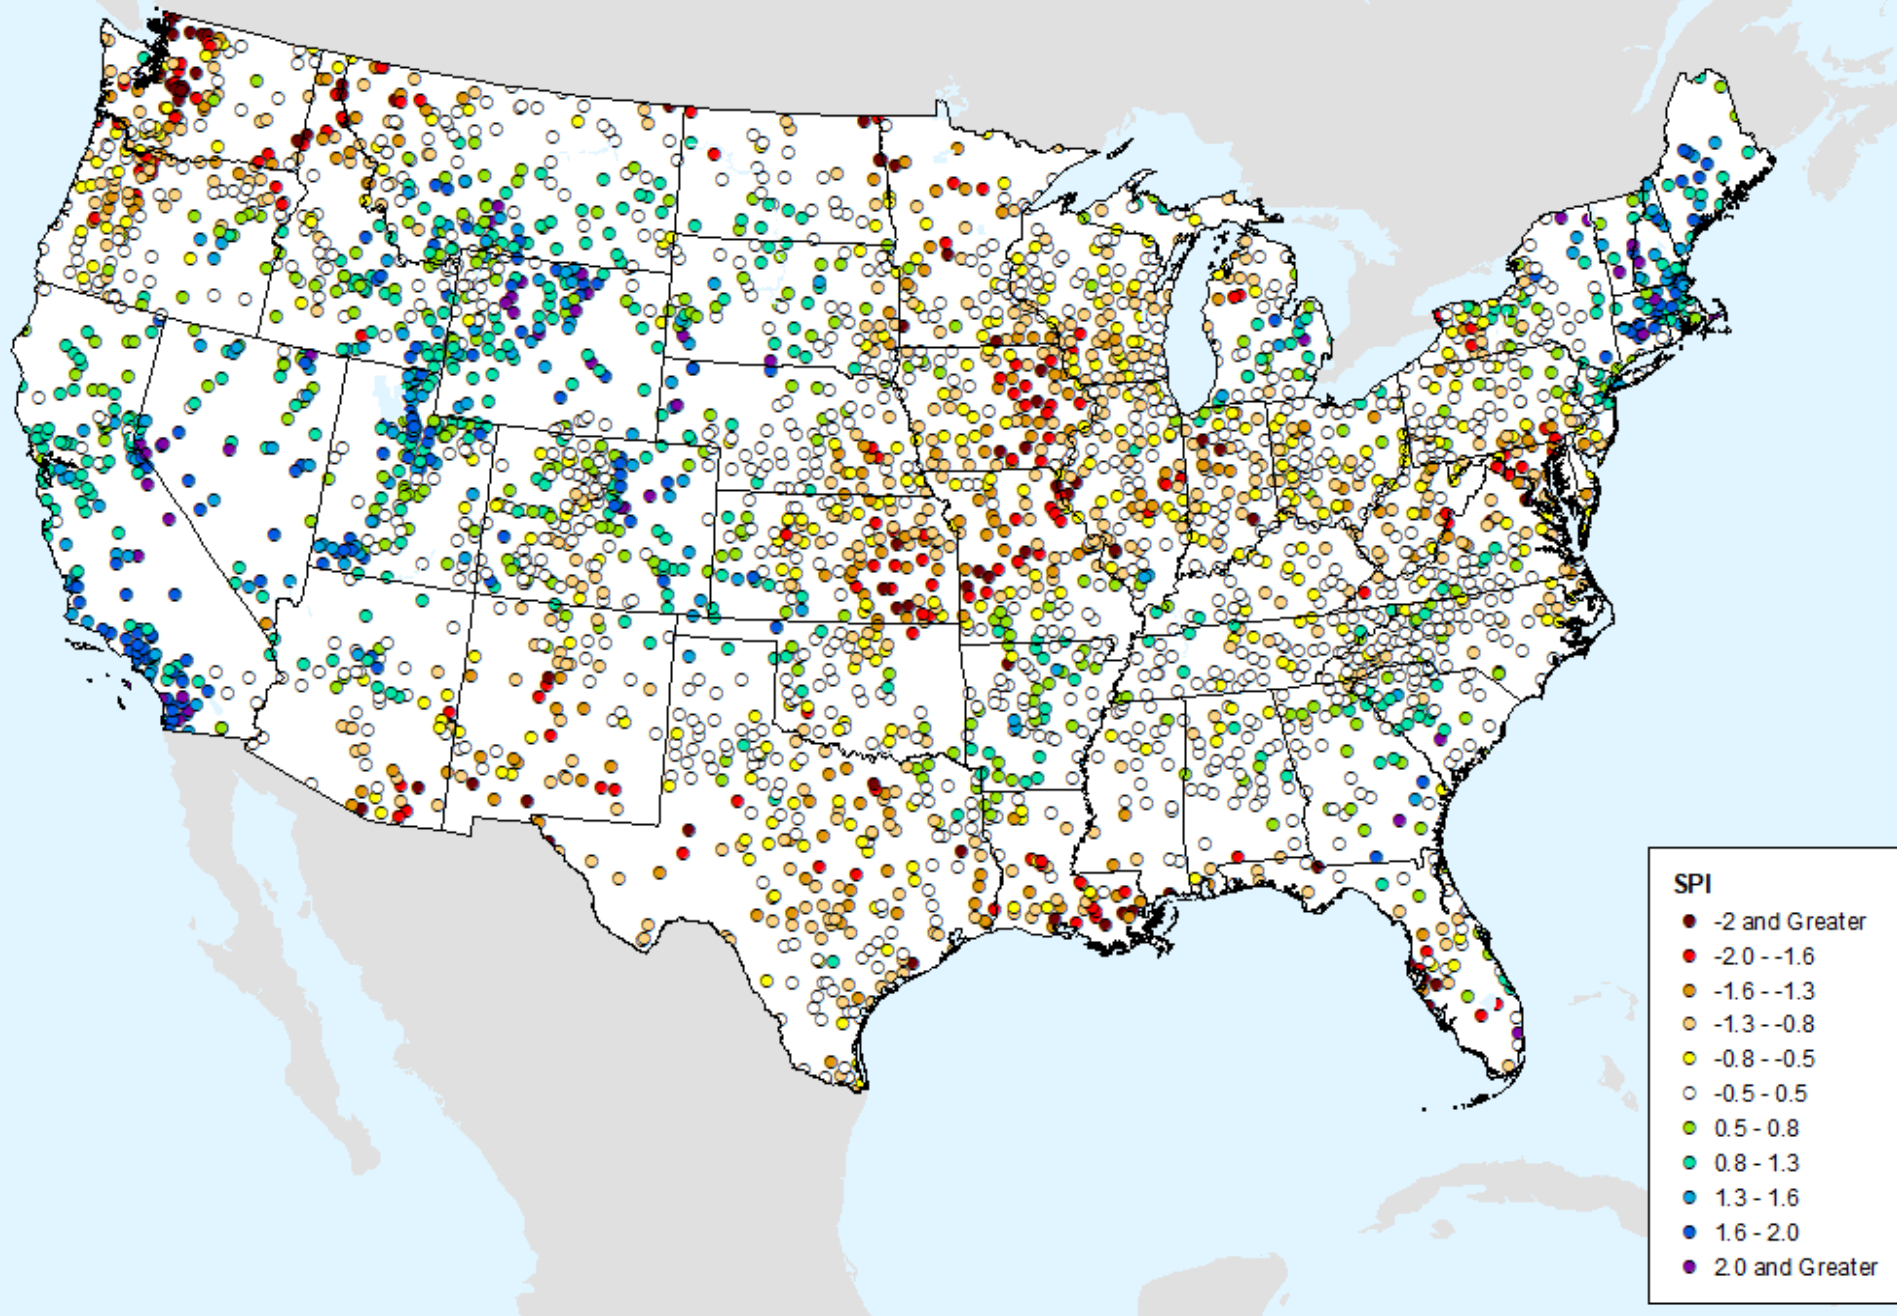 SPI
-2 and Greater
-2.0 - -1.6
-1.6 - -1.3
-1.3 - -0.8
-0.8 - -0.5
-0.5 - 0.5
0.5 - 0.8
0.8 - 1.3
1.3 - 1.6
1.6 - 2.0
2.0 and Greater